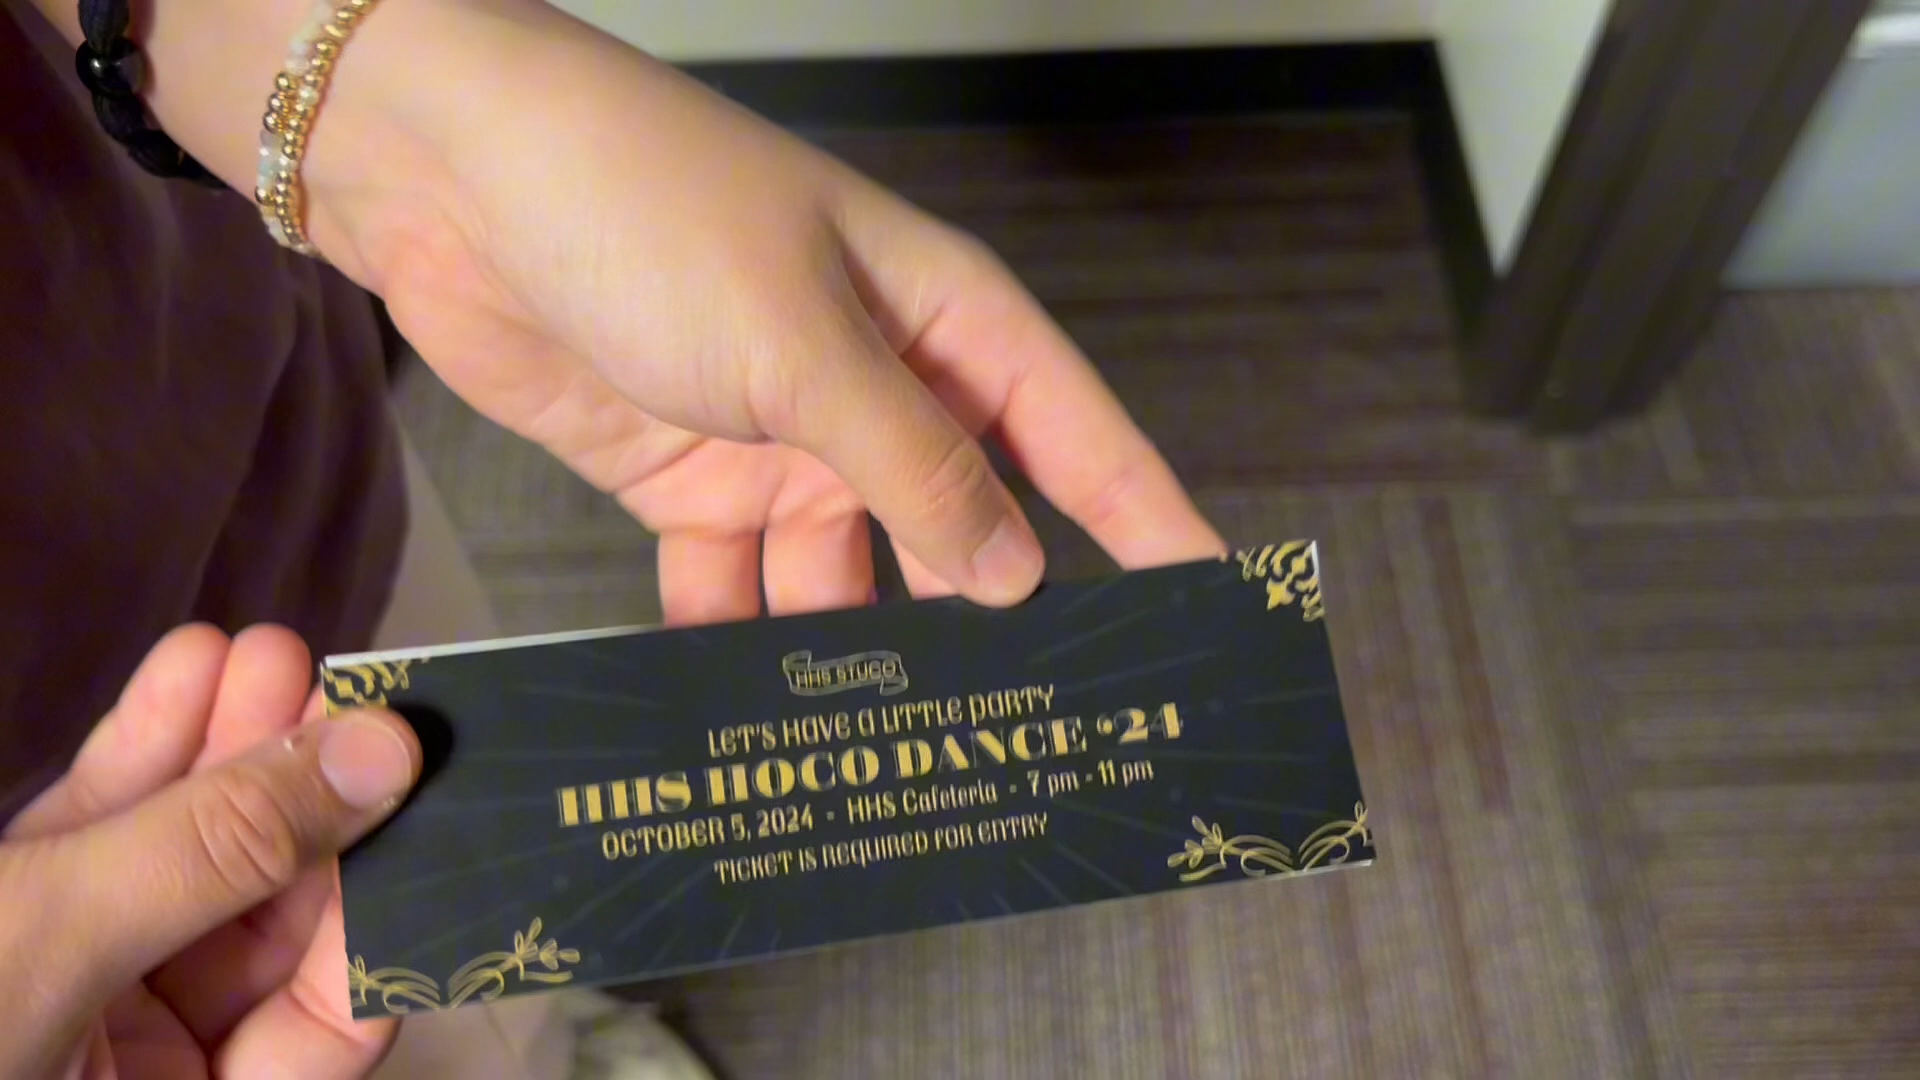 HHS STUCO
LET'S HAVE A LITTLE PARTY
HHS HOCO DANCE •24
OCTOBER 5, 2024 - HHS Cafeteria - 7 pm - 11 pm
TICKET IS REQUIRED FOR ENTRY